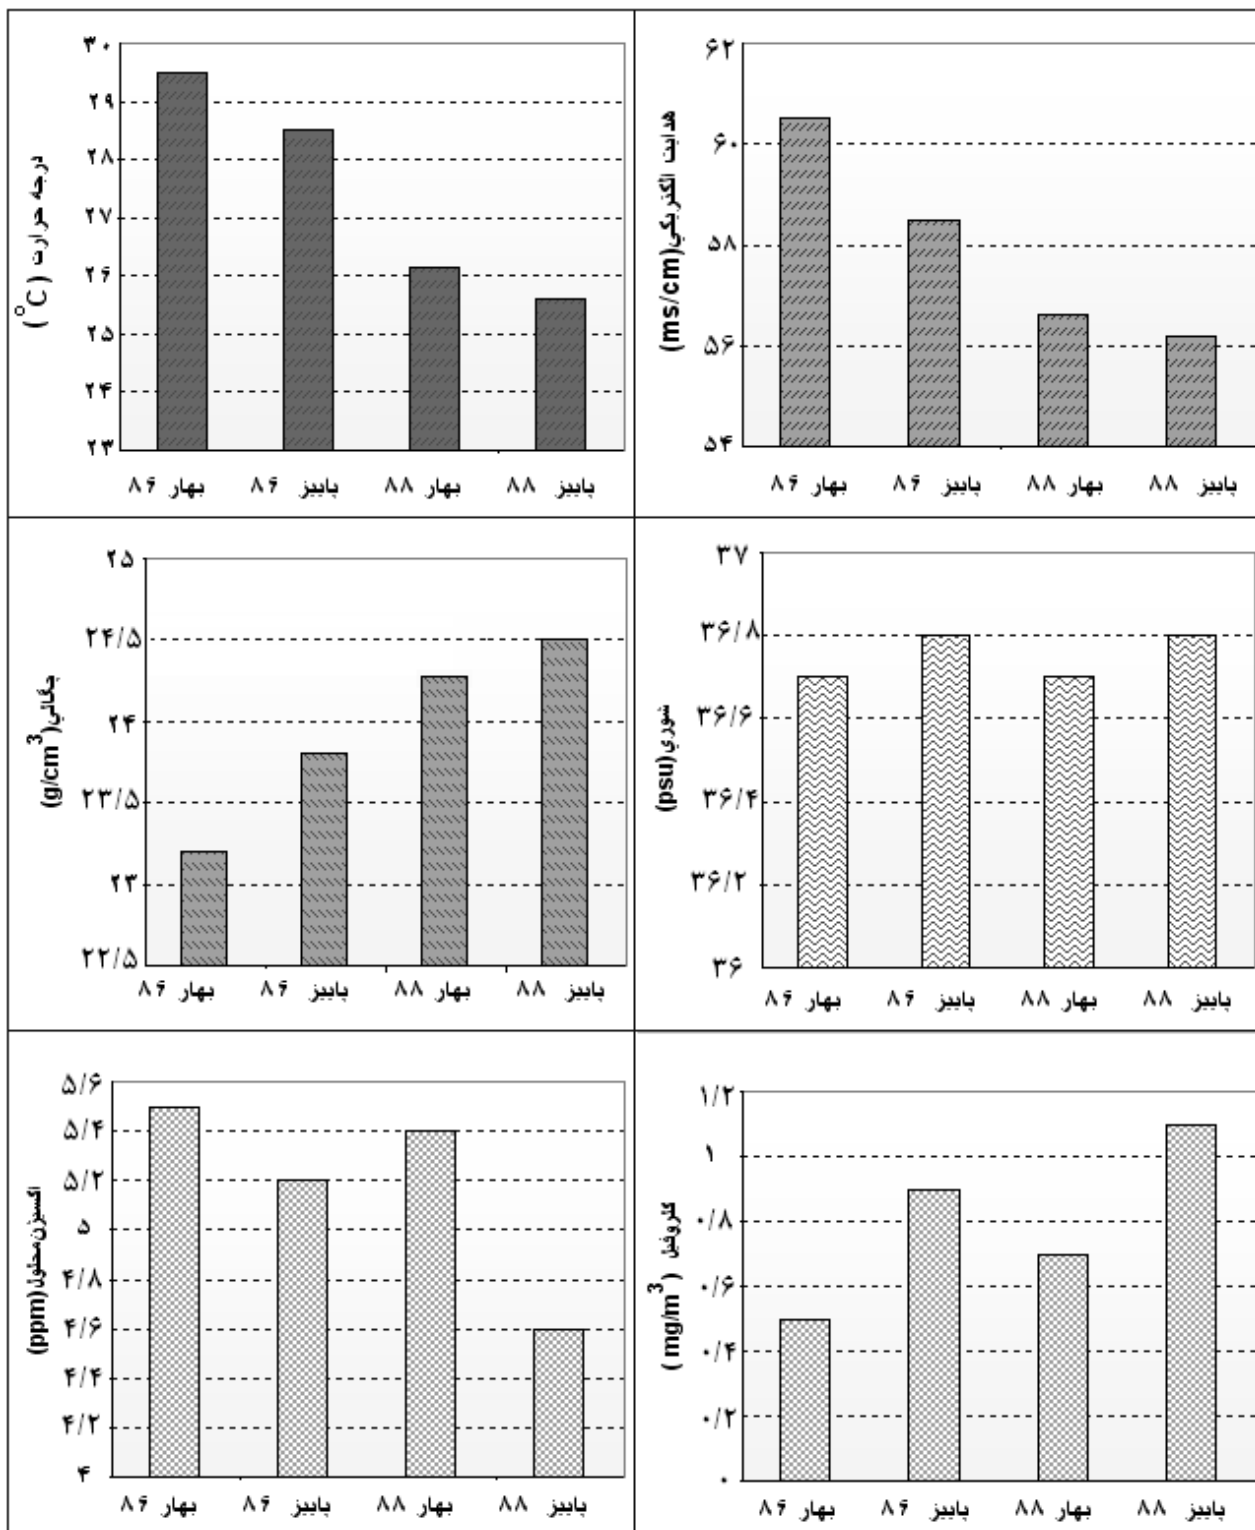 ۳۰
۲۹
۲۸
۲۷
۲۶
۲۵
۲۴
۲۳
درجه حرارت (°C)
بهار ۸۶
پاییز ۸۶
بهار ۸۸
پاییز ۸۸
۶۲
۶۰
۵۸
۵۶
۵۴
هدایت الکتریکي(ms/cm)
بهار ۸۶
پاییز ۸۶
بهار ۸۸
پاییز ۸۸
۲۵
۲۴/۵
۲۴
۲۳/۵
۲۳
۲۲/۵
چگالي(g/cm³)
بهار ۸۶
پاییز ۸۶
بهار ۸۸
پاییز ۸۸
۳۷
۳۶/۸
۳۶/۶
۳۶/۴
۳۶/۲
۳۶
شوري(psu)
بهار ۸۶
پاییز ۸۶
بهار ۸۸
پاییز ۸۸
۵/۶
۵/۴
۵/۲
۵
۴/۸
۴/۶
۴/۴
۴/۲
۴
اکسیژن محلول(ppm)
بهار ۸۶
پاییز ۸۶
بهار ۸۸
پاییز ۸۸
۱/۲
۱
۰/۸
۰/۶
۰/۴
۰/۲
۰
کلروفیل (mg/m³)
بهار ۸۶
پاییز ۸۶
بهار ۸۸
پاییز ۸۸